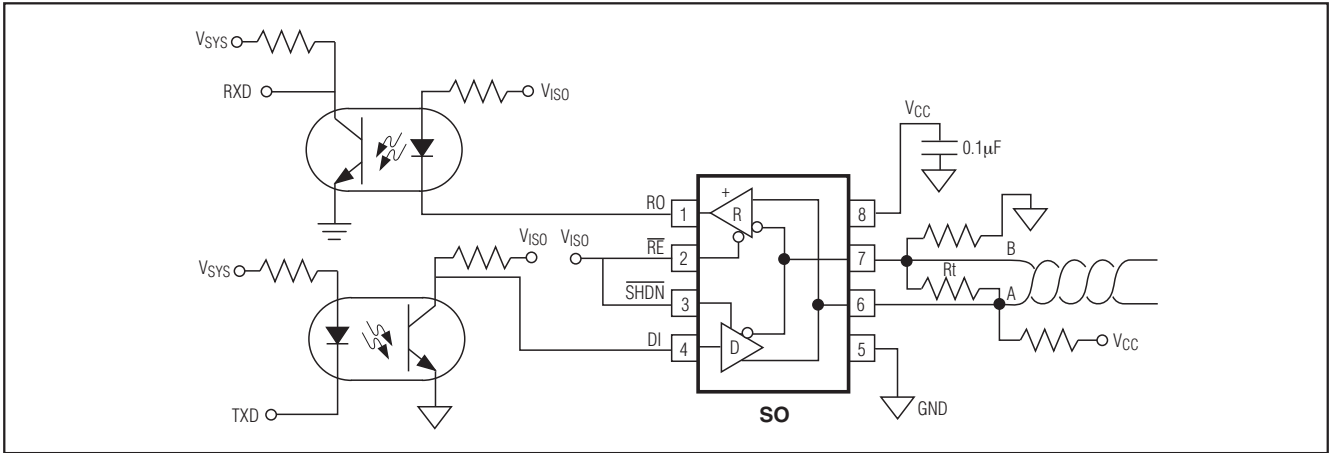 VSYS
RXD
VISO
VCC
0.1μF
RO 1 + R 8
RE 2 7 B
VISO VISO
VSYS
SHDN 3 6 Rt A
DI 4 D 5
VCC
TXD
GND
SO